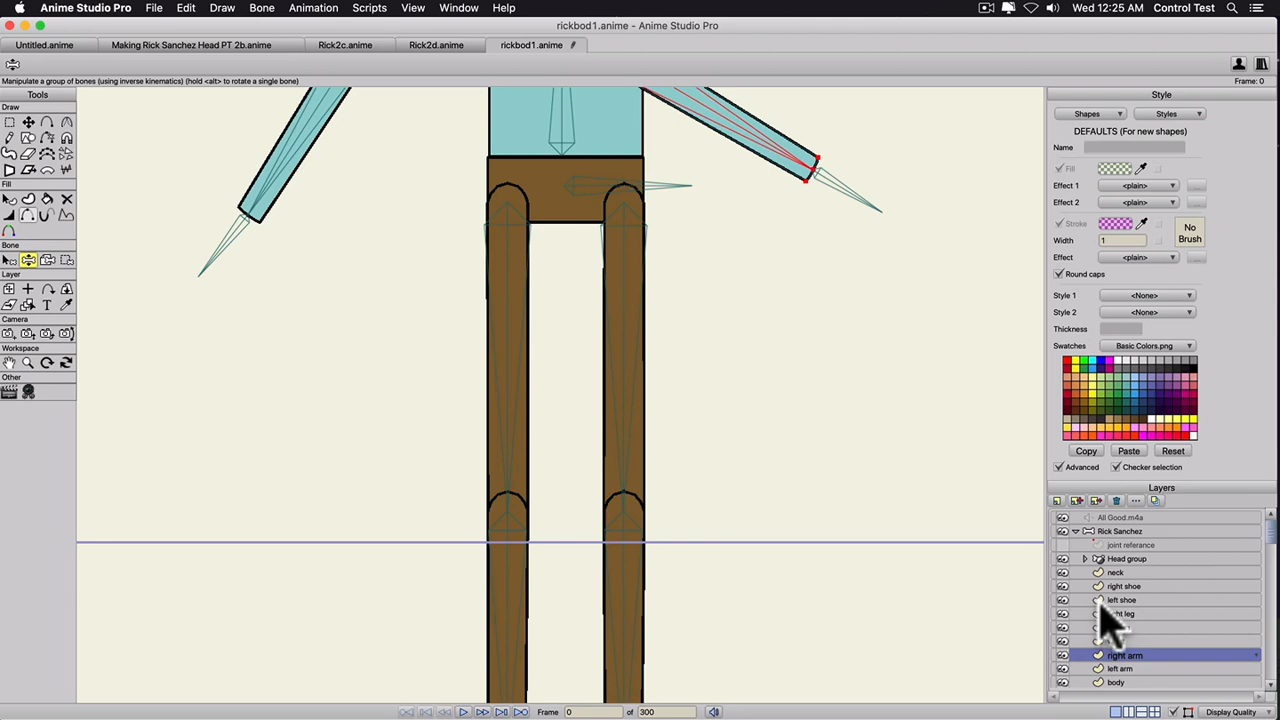 Anime Studio Pro File Edit Draw Bone Animation Scripts View Window Help Wed 12:25 AM Control Test
rickbod1.anime - Anime Studio Pro
Untitled.anime Making Rick Sanchez Head PT 2b.anime Rick2c.anime Rick2d.anime rickbod1.anime
Manipulate a group of bones (using inverse kinematics) (hold <alt> to rotate a single bone) Frame: 0
Tools
Draw
Fill
Bone
Layer
Camera
Workspace
Other
Style
Shapes Styles
DEFAULTS (For new shapes)
Name
Fill
Effect 1 <plain> ...
Effect 2 <plain> ...
Stroke
No
Brush
Width 1
Effect <plain> ...
Round caps
Style 1 <None>
Style 2 <None>
Thickness
Swatches Basic Colors.png
Copy Paste Reset
Advanced Checker selection
Layers
All Good.m4a
Rick Sanchez
joint referance
Head group
neck
right shoe
left shoe
leg
right arm
left arm
body
Frame 0 of 300 Display Quality